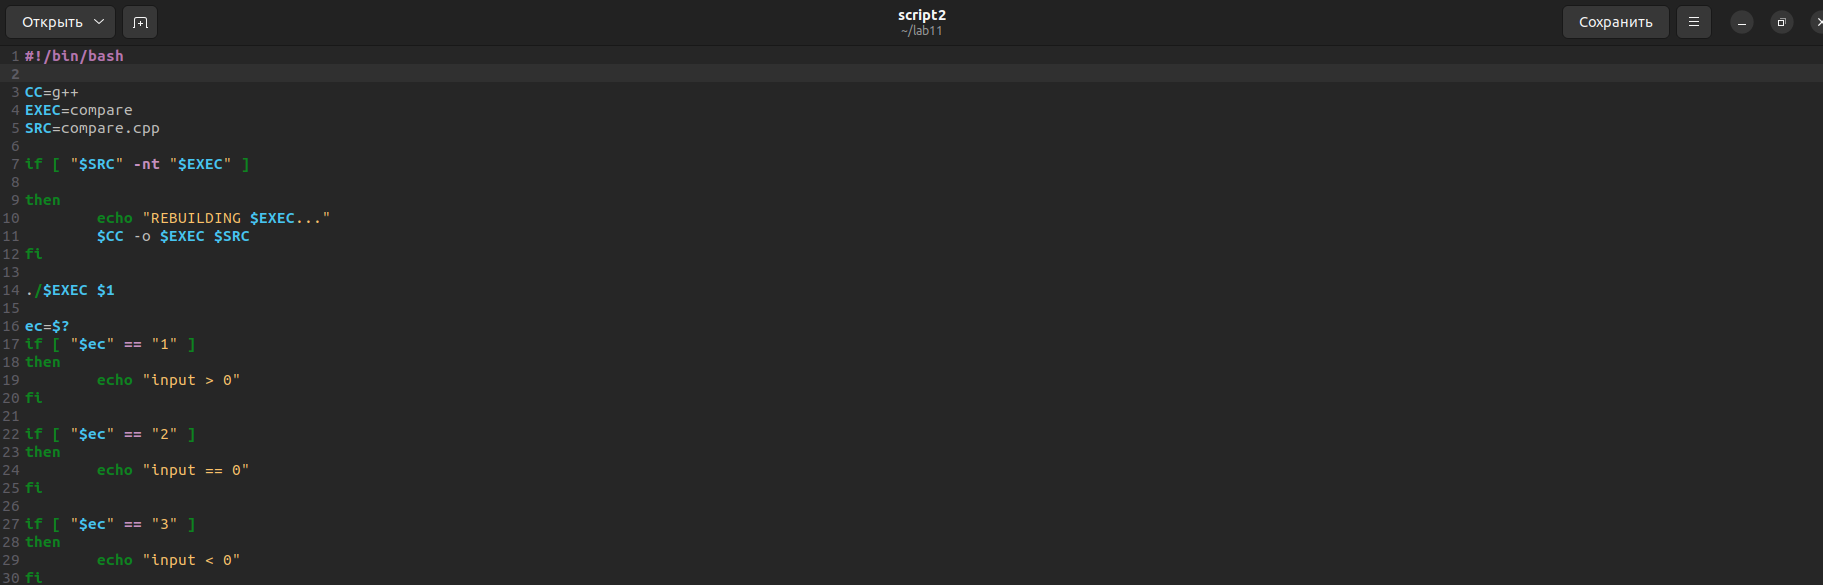 Открыть
script2
~/lab11
Сохранить
1 #!/bin/bash
2
3 CC=g++
4 EXEC=compare
5 SRC=compare.cpp
6
7 if [ "$SRC" -nt "$EXEC" ]
8
9 then
10         echo "REBUILDING $EXEC..."
11         $CC -o $EXEC $SRC
12 fi
13
14 ./$EXEC $1
15
16 ec=$?
17 if [ "$ec" == "1" ]
18 then
19         echo "input > 0"
20 fi
21
22 if [ "$ec" == "2" ]
23 then
24         echo "input == 0"
25 fi
26
27 if [ "$ec" == "3" ]
28 then
29         echo "input < 0"
30 fi